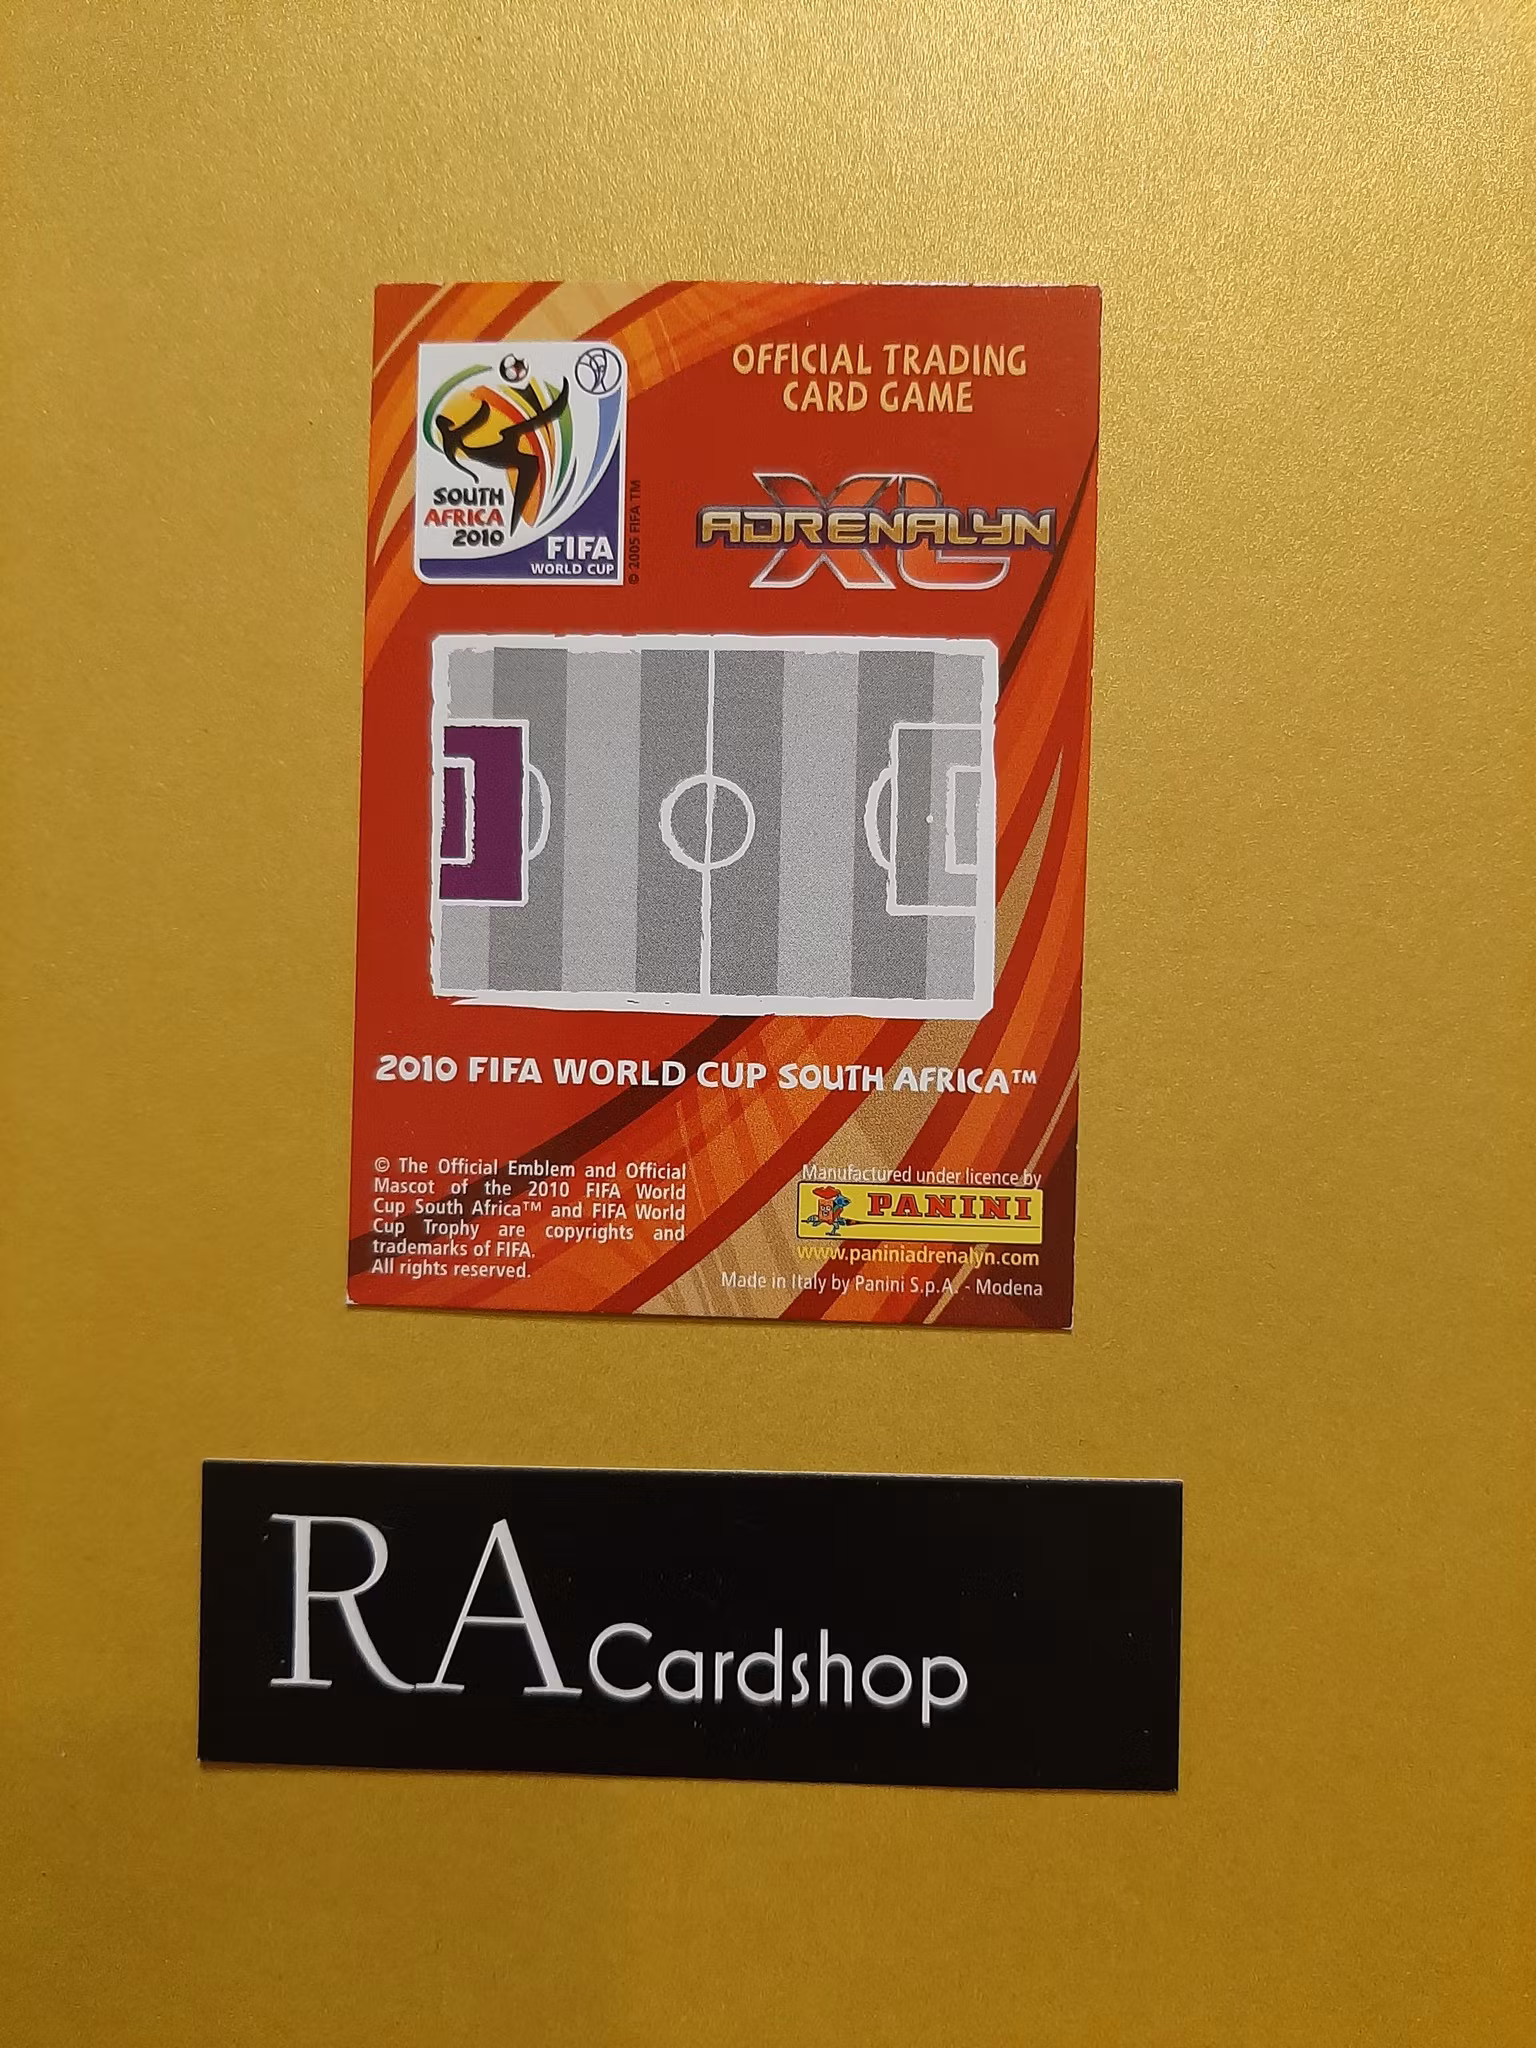 OFFICIAL TRADING
CARD GAME
SOUTH
AFRICA
2010
FIFA
WORLD CUP
© 2005 FIFA TM
ADRENALYN
XL
2010 FIFA WORLD CUP SOUTH AFRICA™
© The Official Emblem and Official
Mascot of the 2010 FIFA World
Cup South Africa™ and FIFA World
Cup Trophy are copyrights and
trademarks of FIFA.
All rights reserved.
Manufactured under licence by
PANINI
www.paniniadrenalyn.com
Made in Italy by Panini S.p.A. - Modena
RA Cardshop